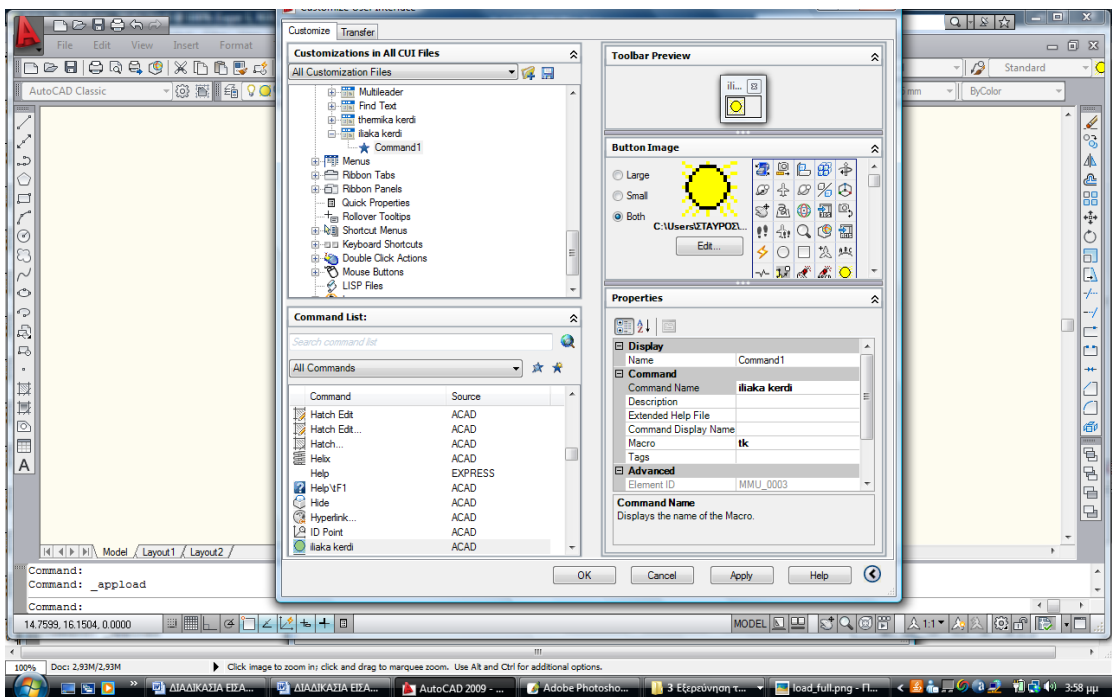 Customize User Interface
File Edit View Insert Format
Standard
AutoCAD Classic
ByColor
Customize Transfer
Customizations in All CUI Files
All Customization Files
Multileader
Find Text
thermika kerdi
iliaka kerdi
Command1
Menus
Ribbon Tabs
Ribbon Panels
Quick Properties
Rollover Tooltips
Shortcut Menus
Keyboard Shortcuts
Double Click Actions
Mouse Buttons
LISP Files
Command List:
Search command list
All Commands
Command Source
Hatch Edit ACAD
Hatch Edit... ACAD
Hatch... ACAD
Helix ACAD
Help EXPRESS
Help\tF1 ACAD
Hide ACAD
Hyperlink... ACAD
ID Point ACAD
iliaka kerdi ACAD
Toolbar Preview
ili...
Button Image
Large
Small
Both
C:\Users\ΣΤΑΥΡΟΣ\...
Edit...
Properties
Display
Name Command1
Command
Command Name iliaka kerdi
Description
Extended Help File
Command Display Name
Macro tk
Tags
Advanced
Element ID MMU_0003
Command Name
Displays the name of the Macro.
OK Cancel Apply Help
Model Layout1 Layout2
Command:
Command: _appload
Command:
14.7599, 16.1504, 0.0000
MODEL
1:1
100% Doc: 2,93M/2,93M Click image to zoom in; click and drag to marquee zoom. Use Alt and Ctrl for additional options.
ΔΙΑΔΙΚΑΣΙΑ ΕΙΣΑ... ΔΙΑΔΙΚΑΣΙΑ ΕΙΣΑ... AutoCAD 2009 - ... Adobe Photosho... 3 Εξερεύνηση τ... load_full.png - Π... 3:58 μμ